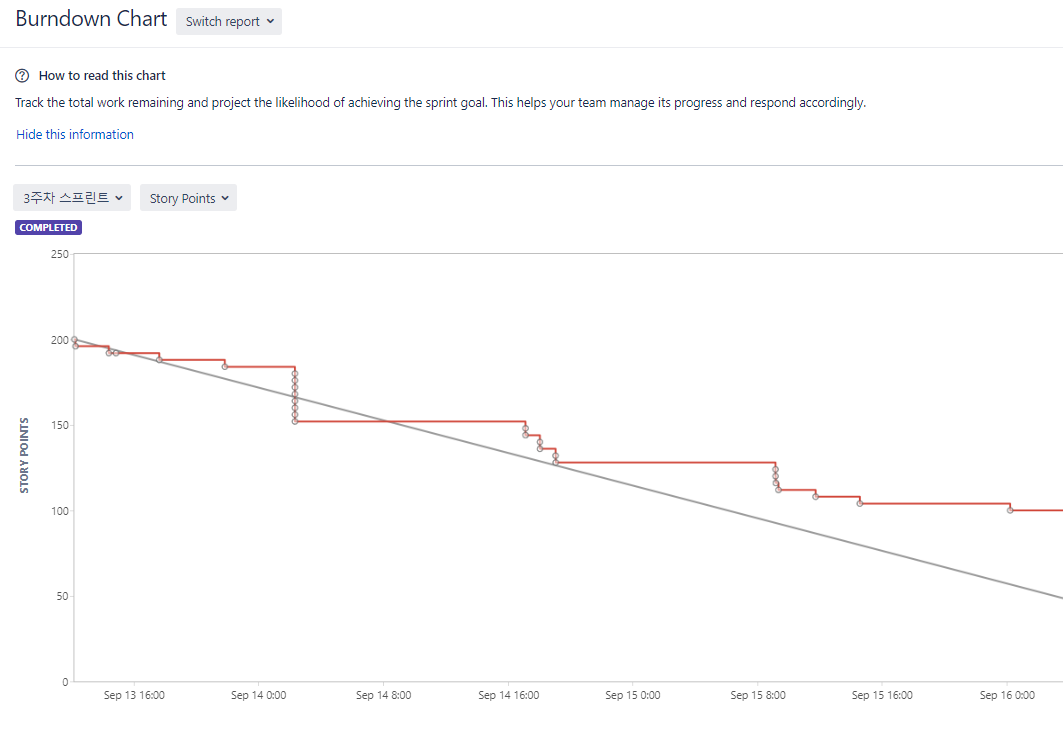 Burndown Chart Switch report
How to read this chart
Track the total work remaining and project the likelihood of achieving the sprint goal. This helps your team manage its progress and respond accordingly.
Hide this information
3주차 스프린트 Story Points
COMPLETED
250
200
150
100
50
0
STORY POINTS
Sep 13 16:00 Sep 14 0:00 Sep 14 8:00 Sep 14 16:00 Sep 15 0:00 Sep 15 8:00 Sep 15 16:00 Sep 16 0:00